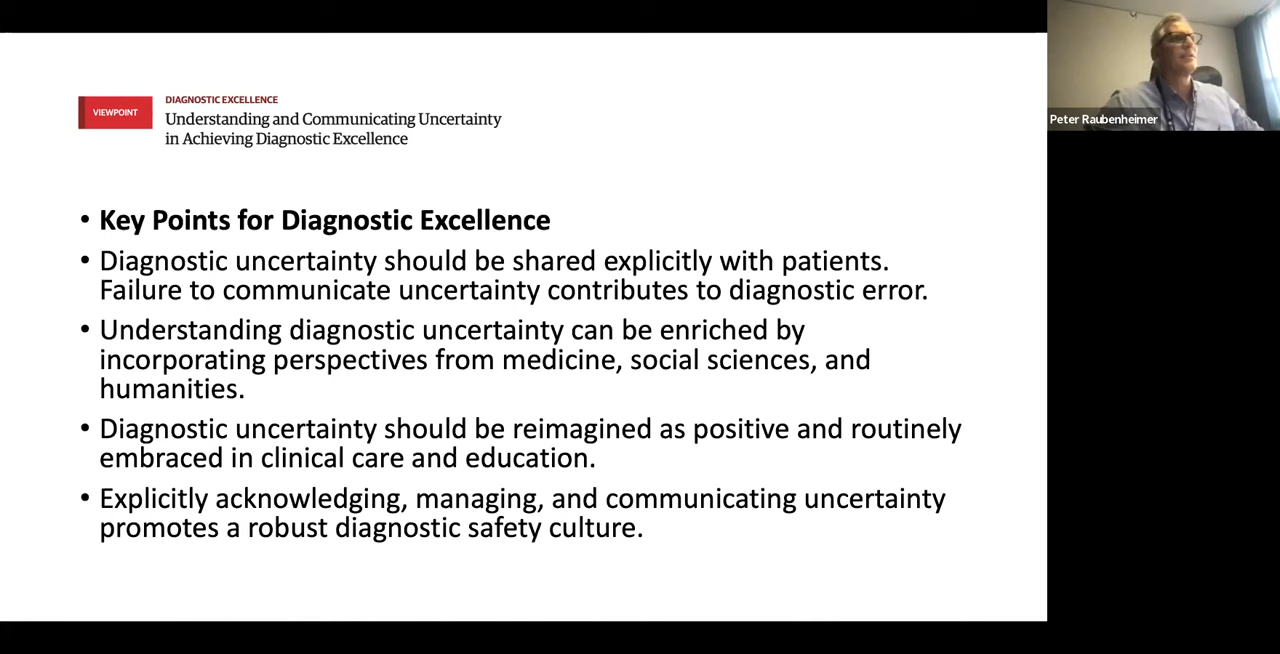 VIEWPOINT
DIAGNOSTIC EXCELLENCE
Understanding and Communicating Uncertainty
in Achieving Diagnostic Excellence
• Key Points for Diagnostic Excellence
• Diagnostic uncertainty should be shared explicitly with patients.
Failure to communicate uncertainty contributes to diagnostic error.
• Understanding diagnostic uncertainty can be enriched by
incorporating perspectives from medicine, social sciences, and
humanities.
• Diagnostic uncertainty should be reimagined as positive and routinely
embraced in clinical care and education.
• Explicitly acknowledging, managing, and communicating uncertainty
promotes a robust diagnostic safety culture.
Peter Raubenheimer